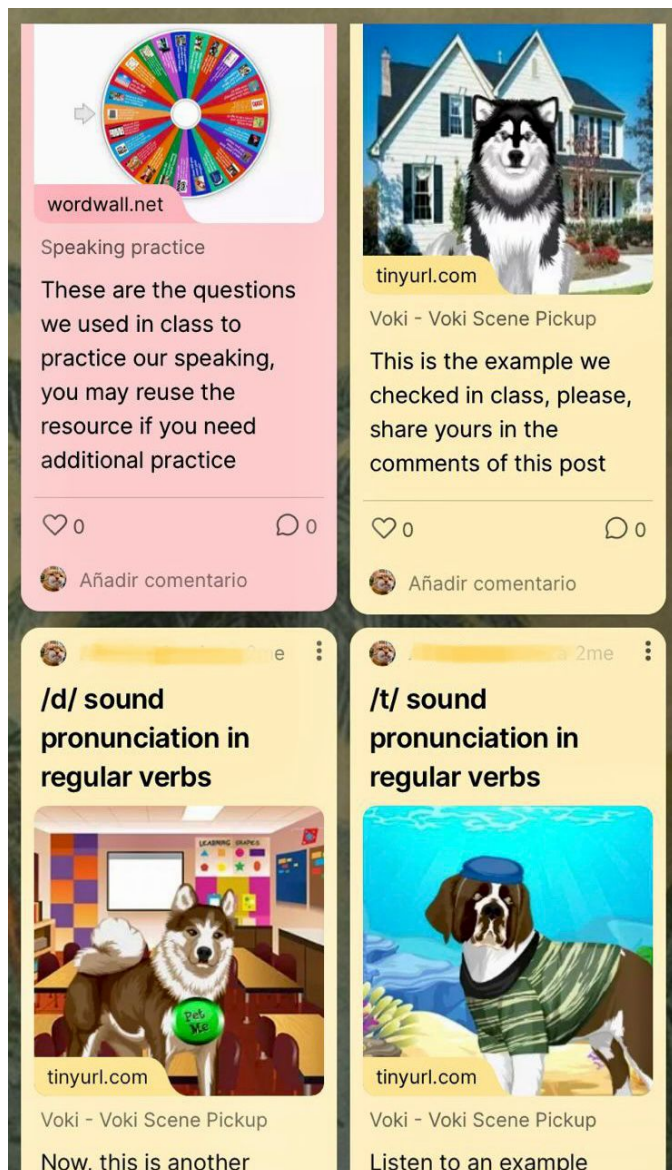 wordwall.net
Speaking practice
These are the questions
we used in class to
practice our speaking,
you may reuse the
resource if you need
additional practice
0
0
Añadir comentario
tinyurl.com
Voki - Voki Scene Pickup
This is the example we
checked in class, please,
share yours in the
comments of this post
0
0
Añadir comentario
/d/ sound
pronunciation in
regular verbs
LEARNING SHAPES
Pet
Me
tinyurl.com
Voki - Voki Scene Pickup
Now, this is another
2me
/t/ sound
pronunciation in
regular verbs
tinyurl.com
Voki - Voki Scene Pickup
Listen to an example